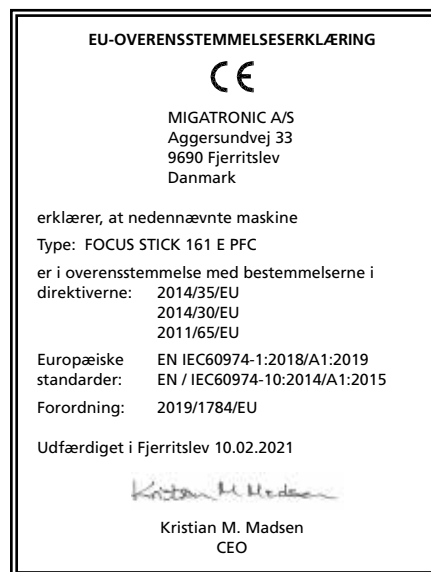 EU-OVERENSSTEMMELSESERKLÆRING
CE
MIGATRONIC A/S
Aggersundvej 33
9690 Fjerritslev
Danmark
erklærer, at nedennævnte maskine
Type: FOCUS STICK 161 E PFC
er i overensstemmelse med bestemmelserne i
direktiverne: 2014/35/EU
2014/30/EU
2011/65/EU
Europæiske EN IEC60974-1:2018/A1:2019
standarder: EN / IEC60974-10:2014/A1:2015
Forordning: 2019/1784/EU
Udfærdiget i Fjerritslev 10.02.2021
Kristian M Madsen
Kristian M. Madsen
CEO